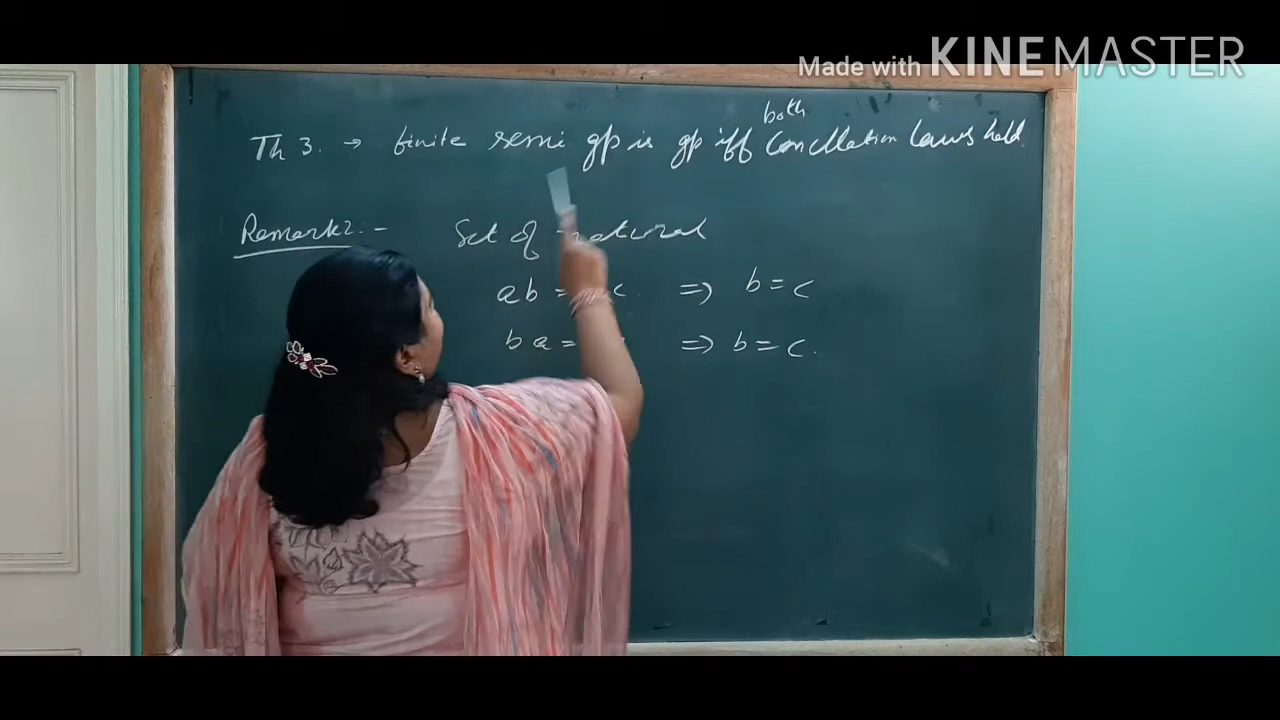 Made with KINEMASTER
both
Th 3. → finite semi gp is gp iff Cancellation laws hold.
Remark2.- Set of natural
ab = c ⇒ b = c
ba = ⇒ b = c.